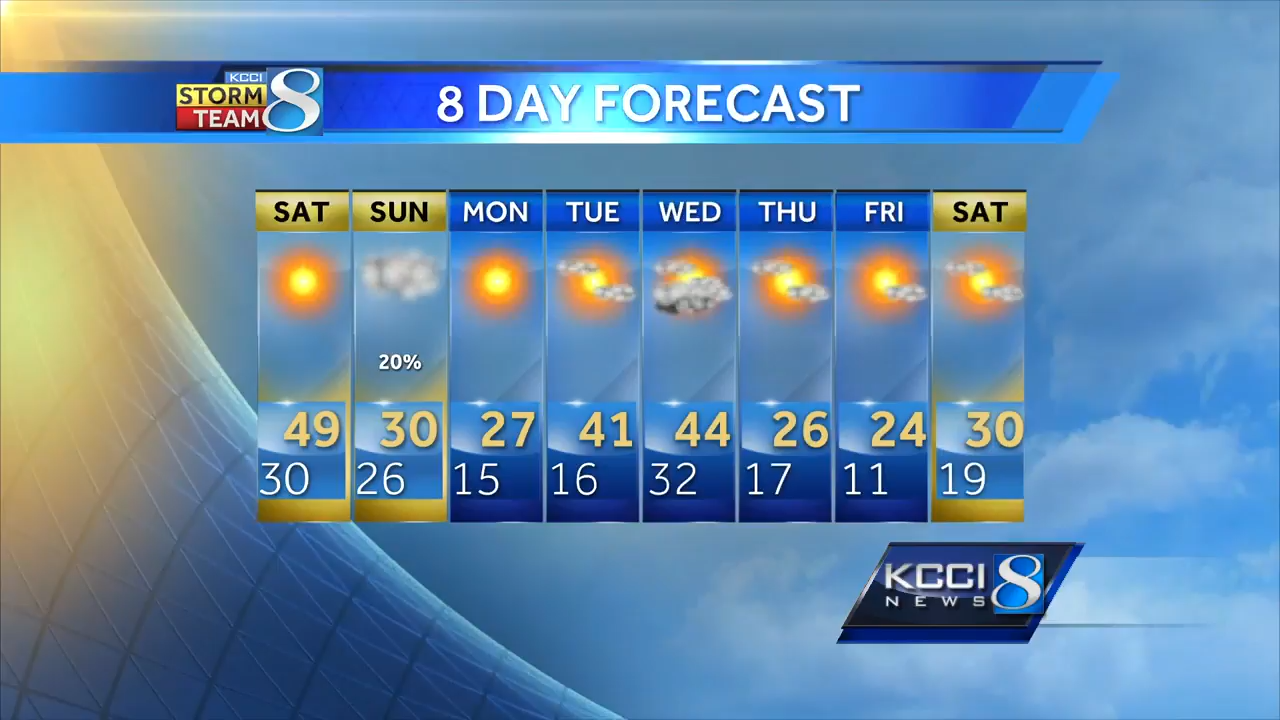 KCCI
STORM
TEAM
8
8 DAY FORECAST
SAT SUN MON TUE WED THU FRI SAT
20%
49 30 27 41 44 26 24 30
30 26 15 16 32 17 11 19
KCCI 8
NEWS